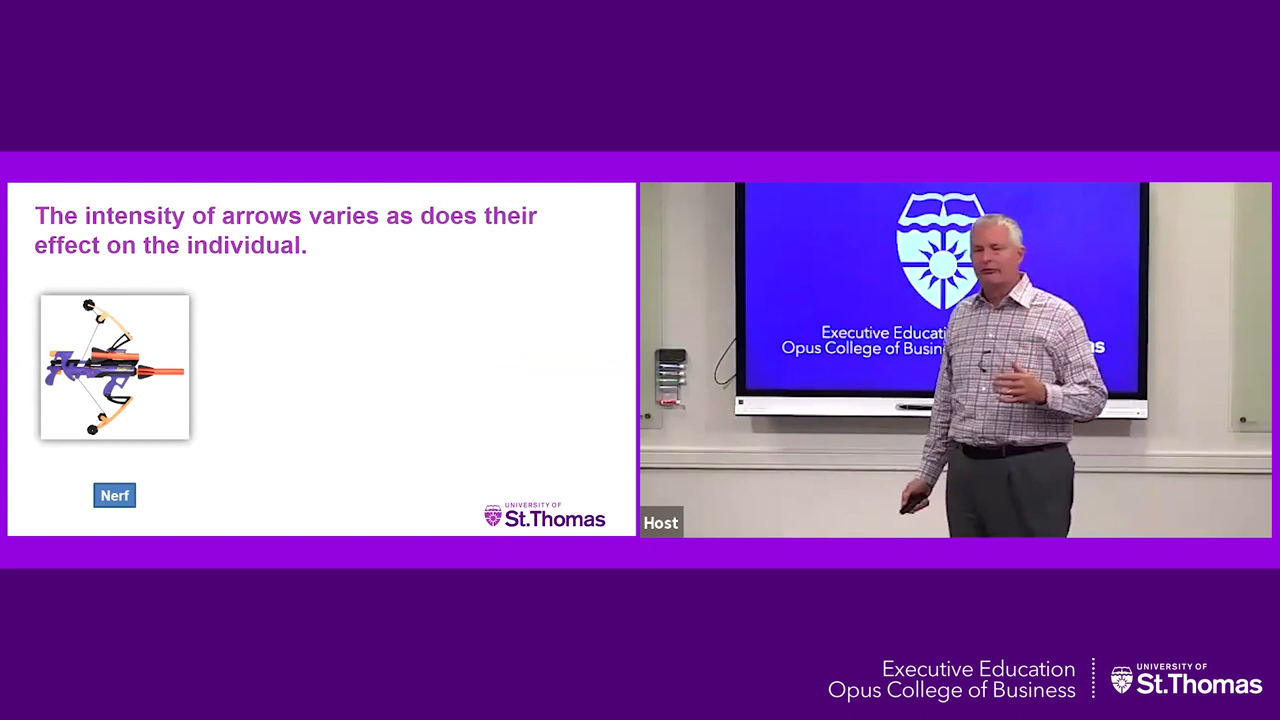 The intensity of arrows varies as does their
effect on the individual.
Nerf
UNIVERSITY OF
St.Thomas
Executive Educati
Opus College of Busin
as
Host
Executive Education
Opus College of Business
UNIVERSITY OF
St.Thomas